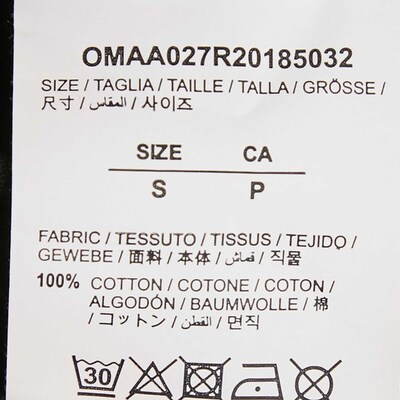 OMAA027R20185032
SIZE / TAGLIA / TAILLE / TALLA / GRÖSSE /
尺寸 / المقاس / 사이즈
SIZE CA
S P
FABRIC / TESSUTO / TISSUS / TEJIDO /
GEWEBE / 面料 / 本体 / قماش / 직물
100% COTTON / COTONE / COTON /
ALGODÓN / BAUMWOLLE / 棉
/ コットン / القطن / 면직
30